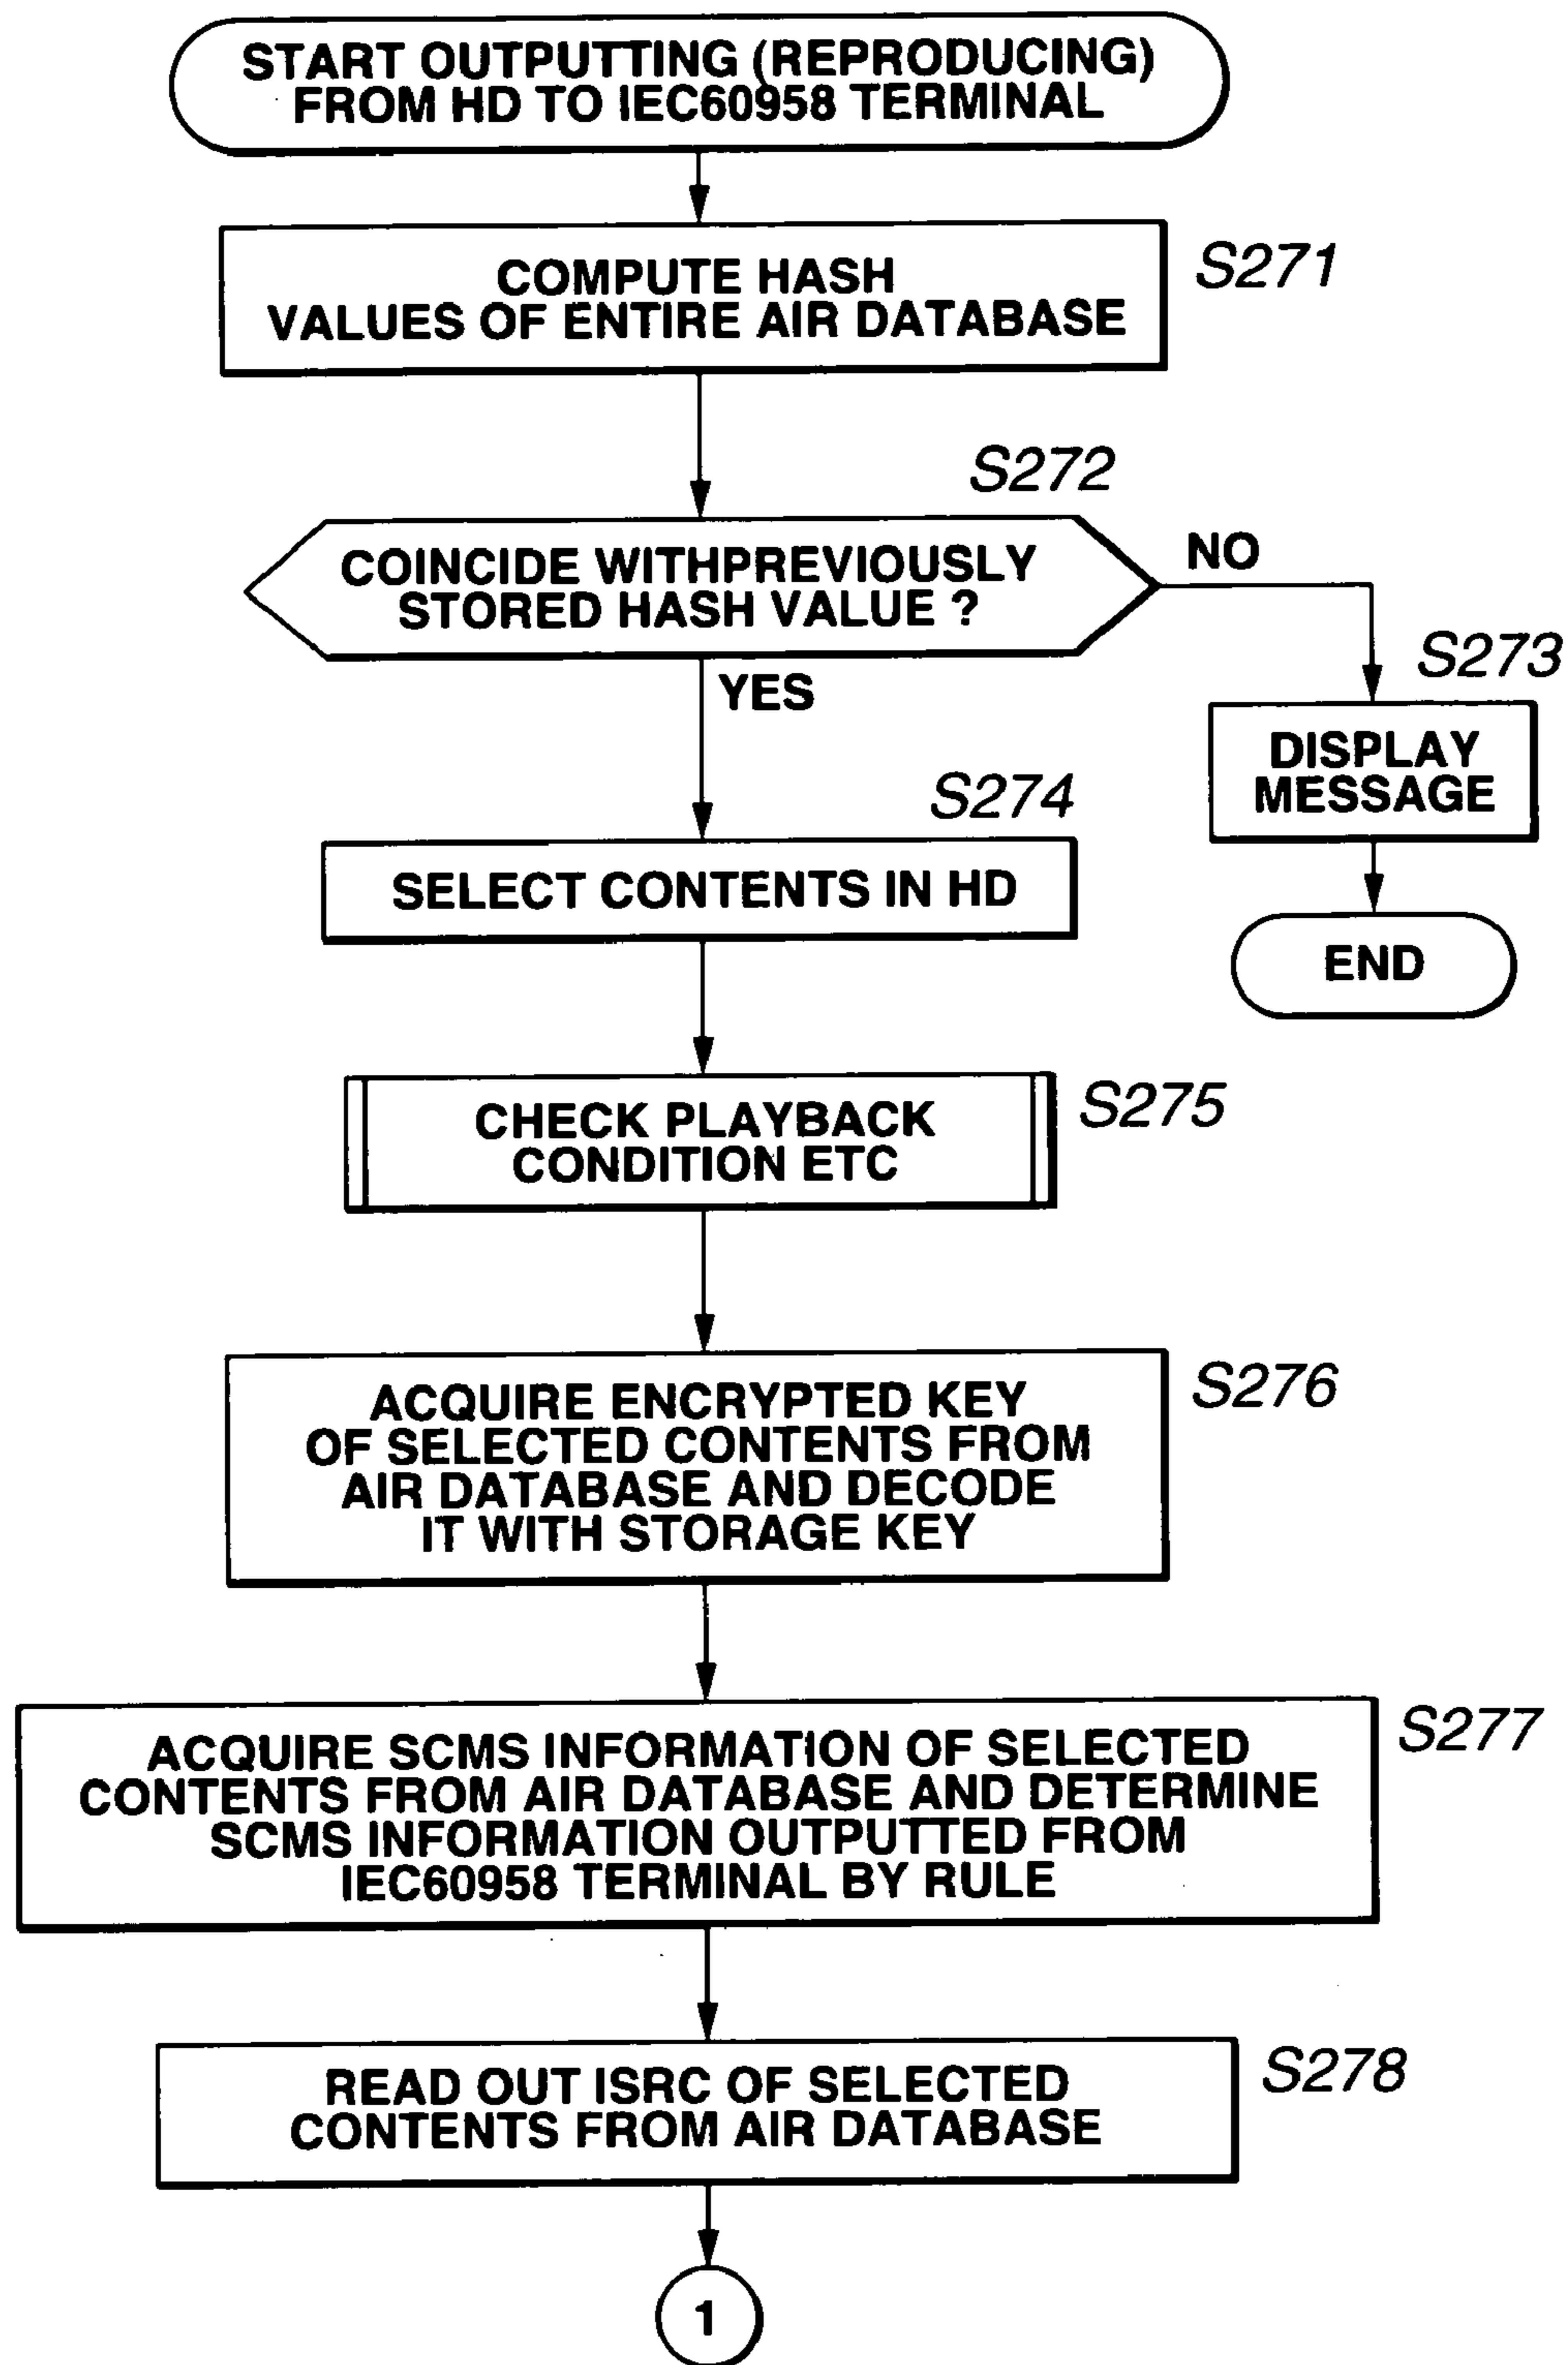 START OUTPUTTING (REPRODUCING)
FROM HD TO IEC60958 TERMINAL
COMPUTE HASH
VALUES OF ENTIRE AIR DATABASE
S271
S272
COINCIDE WITHPREVIOUSLY
STORED HASH VALUE ?
NO
YES
S273
DISPLAY
MESSAGE
END
S274
SELECT CONTENTS IN HD
CHECK PLAYBACK
CONDITION ETC
S275
ACQUIRE ENCRYPTED KEY
OF SELECTED CONTENTS FROM
AIR DATABASE AND DECODE
IT WITH STORAGE KEY
S276
ACQUIRE SCMS INFORMATION OF SELECTED
CONTENTS FROM AIR DATABASE AND DETERMINE
SCMS INFORMATION OUTPUTTED FROM
IEC60958 TERMINAL BY RULE
S277
READ OUT ISRC OF SELECTED
CONTENTS FROM AIR DATABASE
S278
1